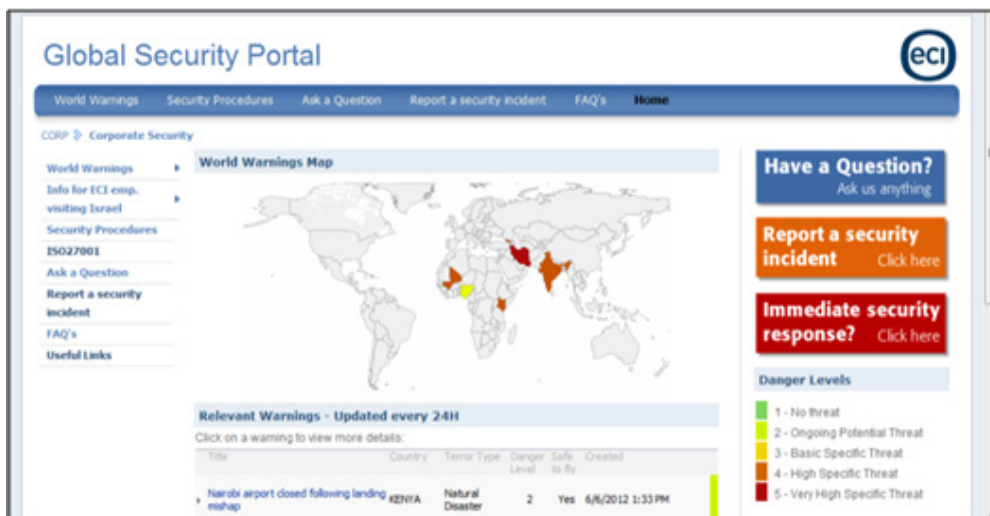 Global Security Portal
eci
World Warnings Security Procedures Ask a Question Report a security incident FAQ's Home
CORP Corporate Security
World Warnings
Info for ECI emp.
visiting Israel
Security Procedures
ISO27001
Ask a Question
Report a security
incident
FAQ's
Useful Links
World Warnings Map
Relevant Warnings - Updated every 24H
Click on a warning to view more details:
Title Country Terror Type Danger Level Safe to fly Created
Nairobi airport closed following landing mishap KENYA Natural Disaster 2 Yes 6/6/2012 1:33 PM
Have a Question?
Ask us anything
Report a security
incident Click here
Immediate security
response? Click here
Danger Levels
1 - No threat
2 - Ongoing Potential Threat
3 - Basic Specific Threat
4 - High Specific Threat
5 - Very High Specific Threat